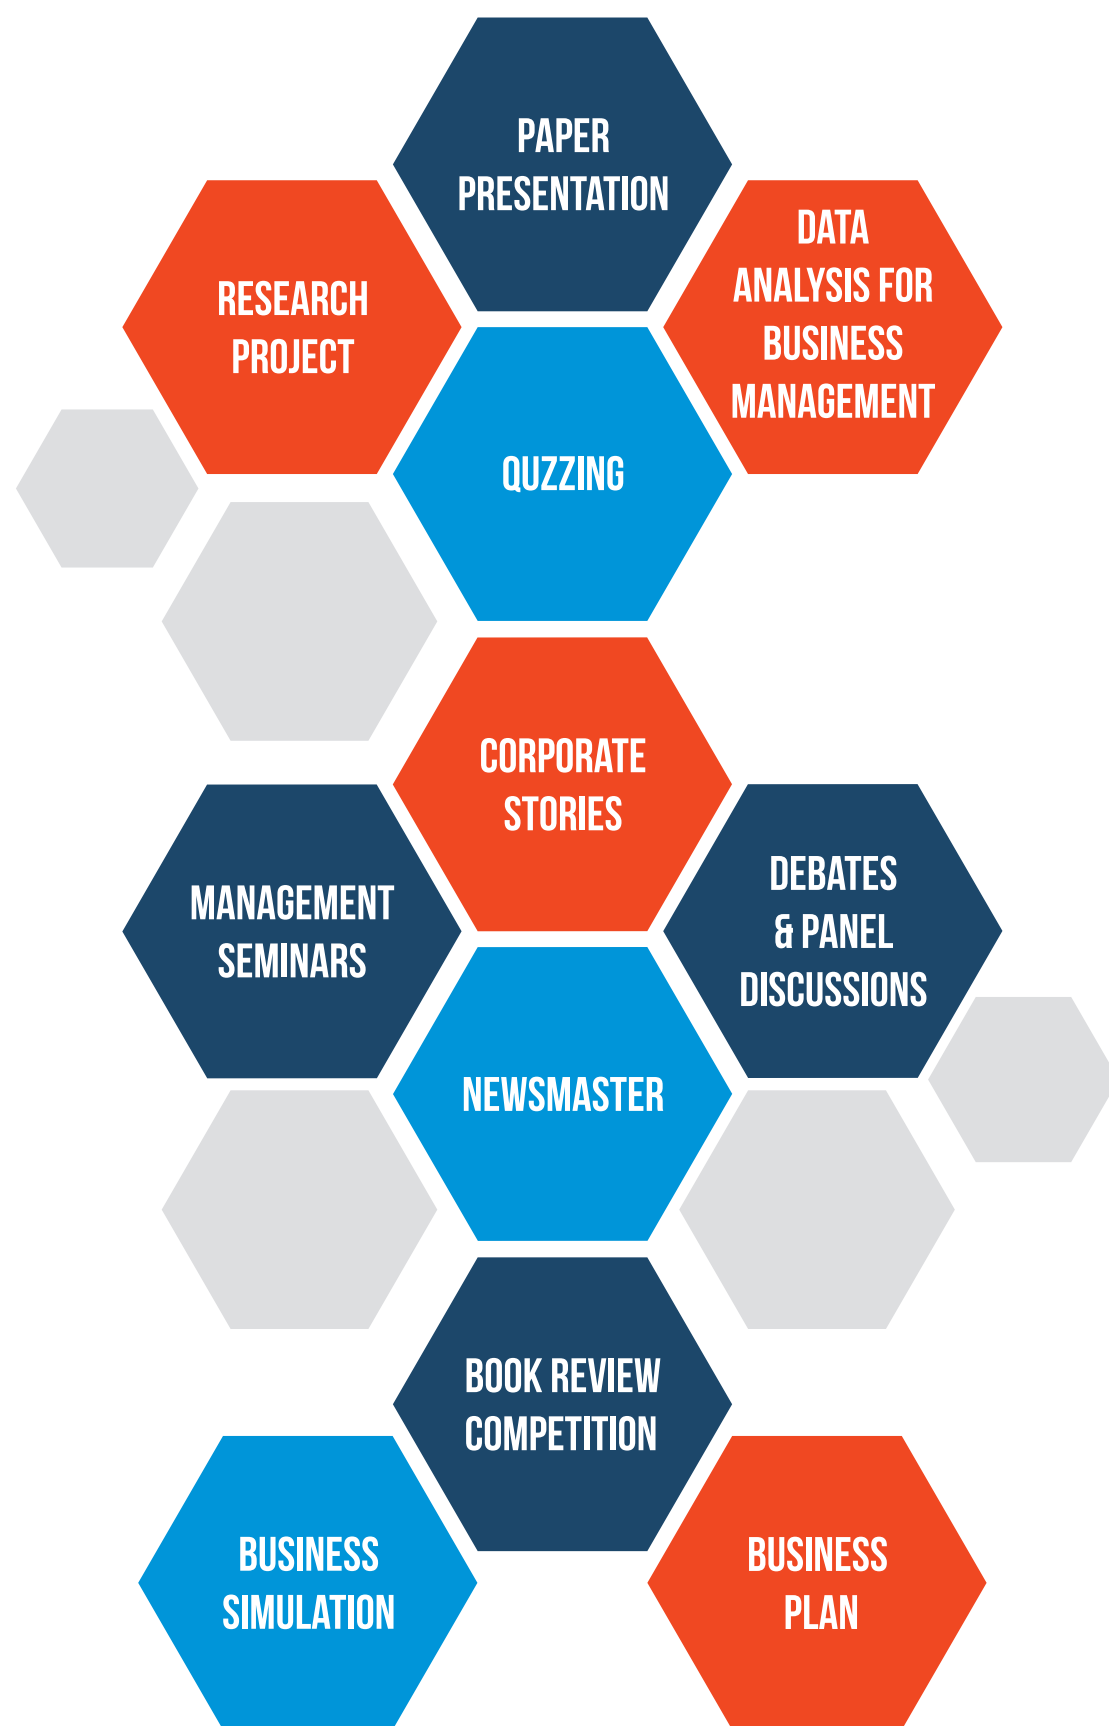 PAPER
PRESENTATION
RESEARCH
PROJECT
DATA
ANALYSIS FOR
BUSINESS
MANAGEMENT
QUZZING
CORPORATE
STORIES
MANAGEMENT
SEMINARS
DEBATES
& PANEL
DISCUSSIONS
NEWSMASTER
BOOK REVIEW
COMPETITION
BUSINESS
SIMULATION
BUSINESS
PLAN